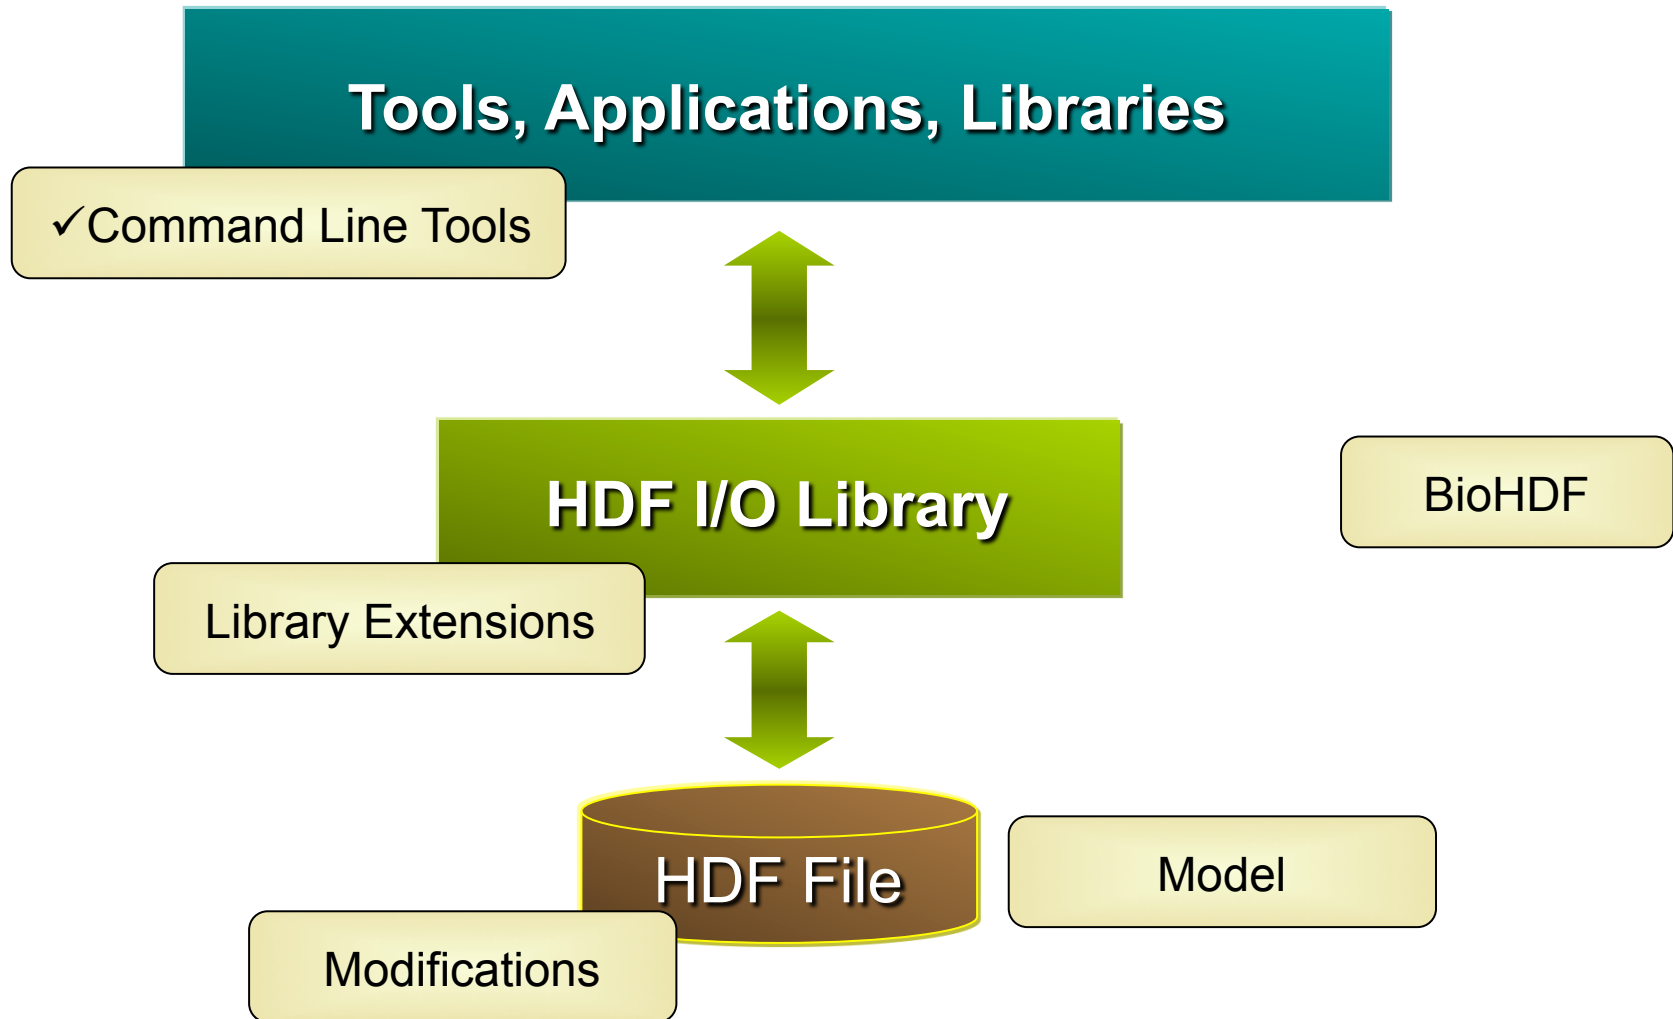 Tools, Applications, Libraries
✓Command Line Tools
HDF I/O Library
BioHDF
Library Extensions
HDF File
Model
Modifications